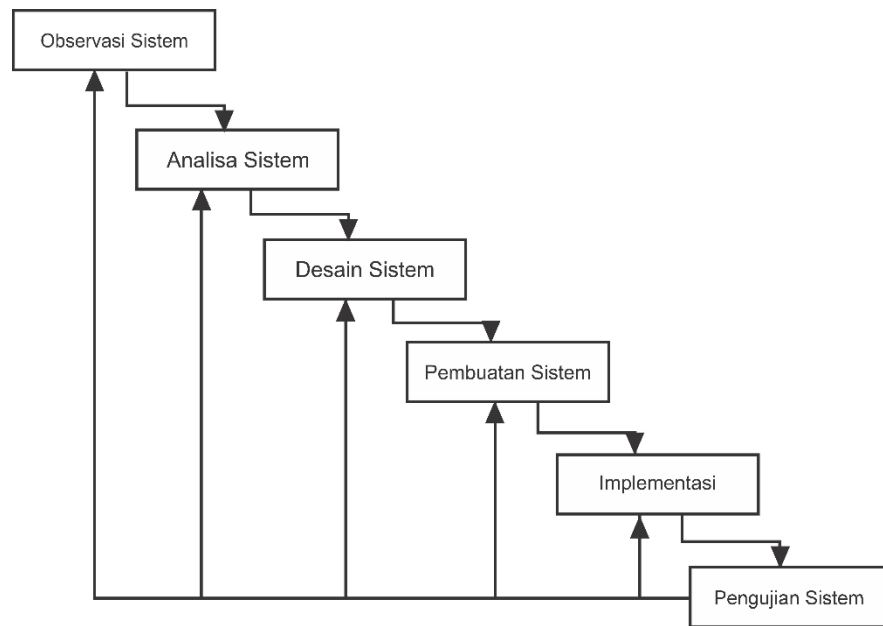 Observasi Sistem
Analisa Sistem
Desain Sistem
Pembuatan Sistem
Implementasi
Pengujian Sistem